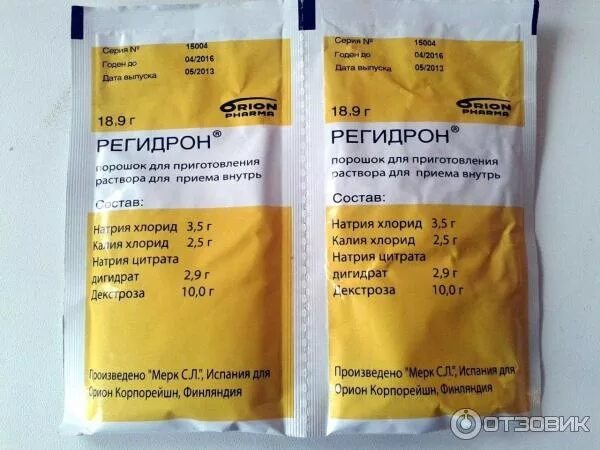 Серия № 15004
Годен до 04/2016
Дата выпуска 05/2013
ORION
PHARMA
18,9 г
РЕГИДРОН®
порошок для приготовления
раствора для приема внутрь
Состав:
Натрия хлорид 3,5 г
Калия хлорид 2,5 г
Натрия цитрата
дигидрат 2,9 г
Декстроза 10,0 г
Произведено "Мерк С.Л.", Испания для
Орион Корпорейшн, Финляндия
Серия № 15004
Годен до 04/2016
Дата выпуска 05/2013
ORION
PHARMA
18,9 г
РЕГИДРОН®
порошок для приготовления
раствора для приема внутрь
Состав:
Натрия хлорид 3,5 г
Калия хлорид 2,5 г
Натрия цитрата
дигидрат 2,9 г
Декстроза 10,0 г
Произведено "Мерк С.Л.", Испания для
Орион Корпорейшн, Финляндия
ОТЗОВИК